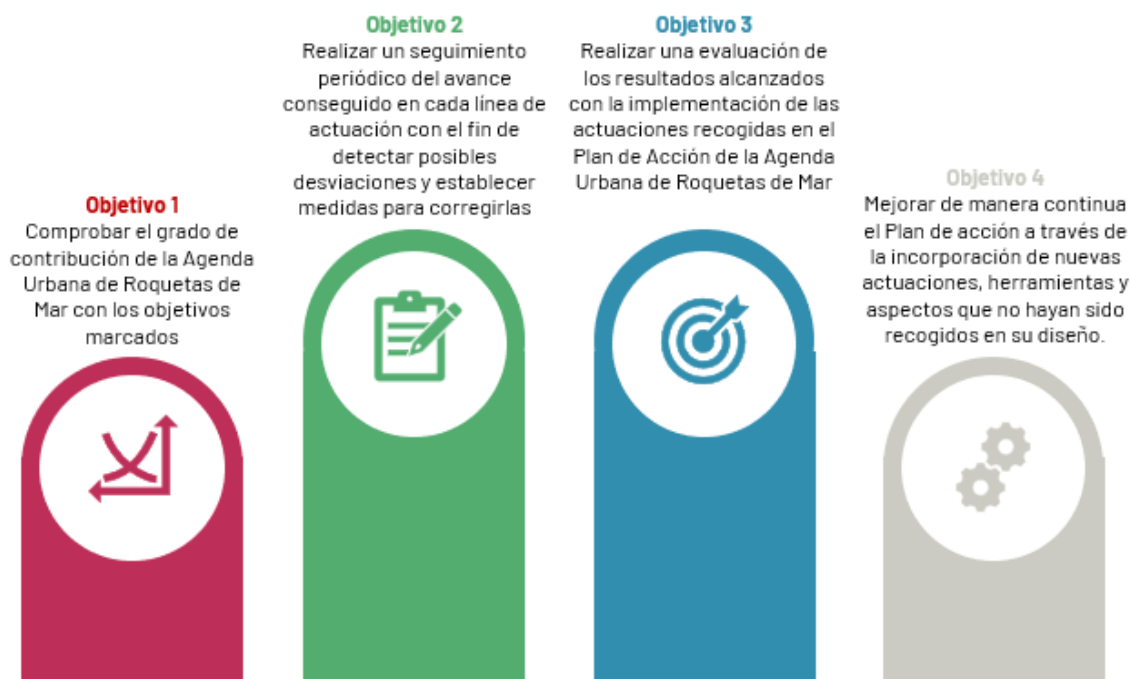 Objetivo 1
Comprobar el grado de
contribución de la Agenda
Urbana de Roquetas de
Mar con los objetivos
marcados
Objetivo 2
Realizar un seguimiento
periódico del avance
conseguido en cada línea de
actuación con el fin de
detectar posibles
desviaciones y establecer
medidas para corregirlas
Objetivo 3
Realizar una evaluación de
los resultados alcanzados
con la implementación de las
actuaciones recogidas en el
Plan de Acción de la Agenda
Urbana de Roquetas de Mar
Objetivo 4
Mejorar de manera continua
el Plan de acción a través de
la incorporación de nuevas
actuaciones, herramientas y
aspectos que no hayan sido
recogidos en su diseño.